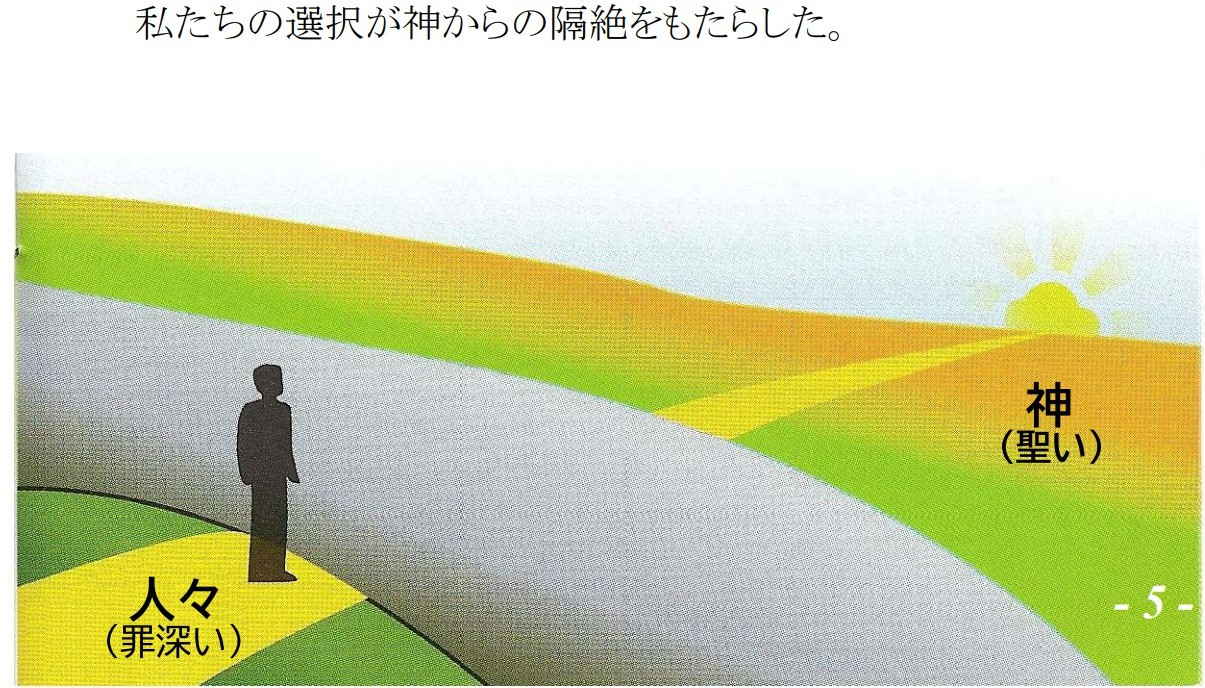 私たちの選択が神からの隔絶をもたらした。
神
（聖い）
人々
（罪深い）
- 5 -